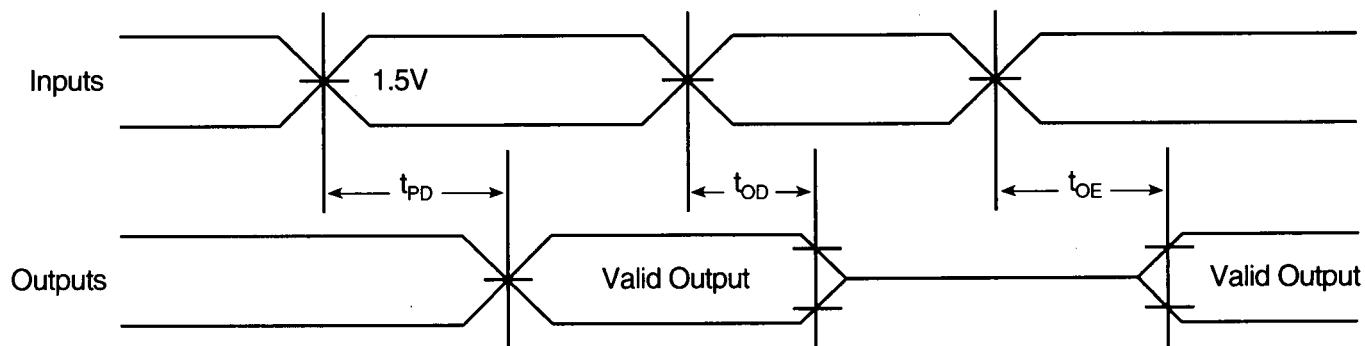 Inputs
1.5V
tPD
tOD
tOE
Outputs
Valid Output
Valid Output